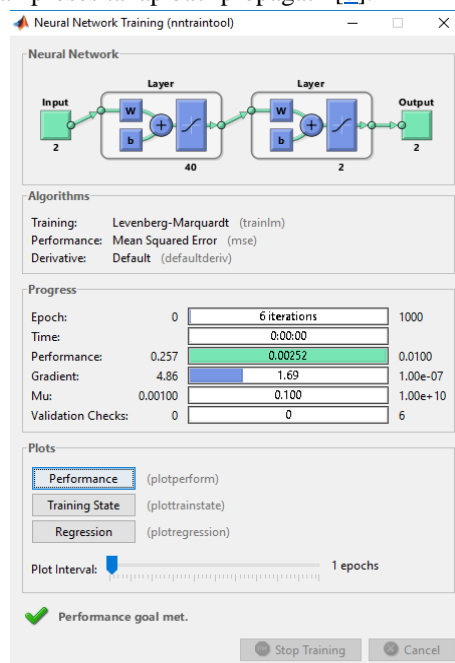 Neural Network Training (nntraintool)
Neural Network
Layer Layer
Input Output
W W
b b
2 40 2 2
Algorithms
Training: Levenberg-Marquardt (trainlm)
Performance: Mean Squared Error (mse)
Derivative: Default (defaultderiv)
Progress
Epoch: 0 6 iterations 1000
Time: 0:00:00
Performance: 0.257 0.00252 0.0100
Gradient: 4.86 1.69 1.00e-07
Mu: 0.00100 0.100 1.00e+10
Validation Checks: 0 0 6
Plots
Performance (plotperform)
Training State (plottrainstate)
Regression (plotregression)
Plot Interval: 1 epochs
Performance goal met.
Stop Training Cancel